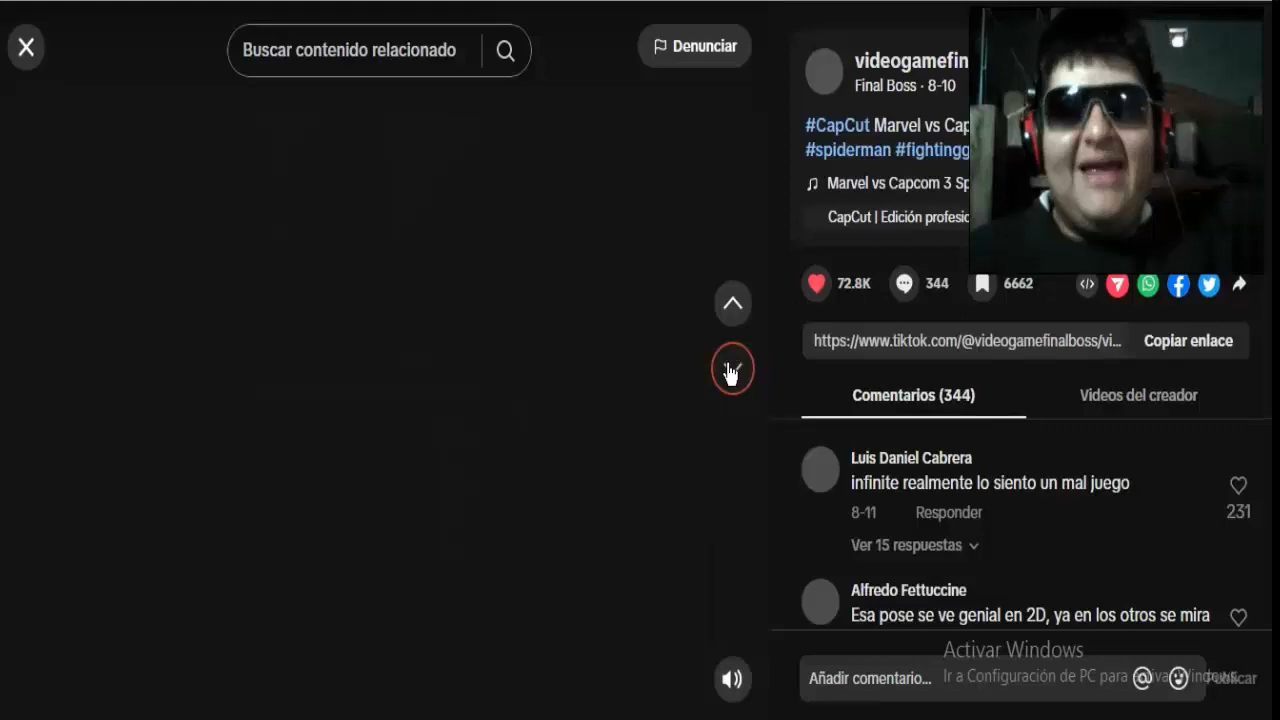 Buscar contenido relacionado
Denunciar
videogamefin
Final Boss · 8-10
#CapCut Marvel vs Cap
#spiderman #fightingg
Marvel vs Capcom 3 Sp
CapCut | Edición profesio
72.8K
344
6662
https://www.tiktok.com/@videogamefinalboss/vi...
Copiar enlace
Comentarios (344)
Videos del creador
Luis Daniel Cabrera
infinite realmente lo siento un mal juego
8-11
Responder
231
Ver 15 respuestas
Alfredo Fettuccine
Esa pose se ve genial en 2D, ya en los otros se mira
Activar Windows
Ir a Configuración de PC para activar Windows.
Añadir comentario...
Publicar